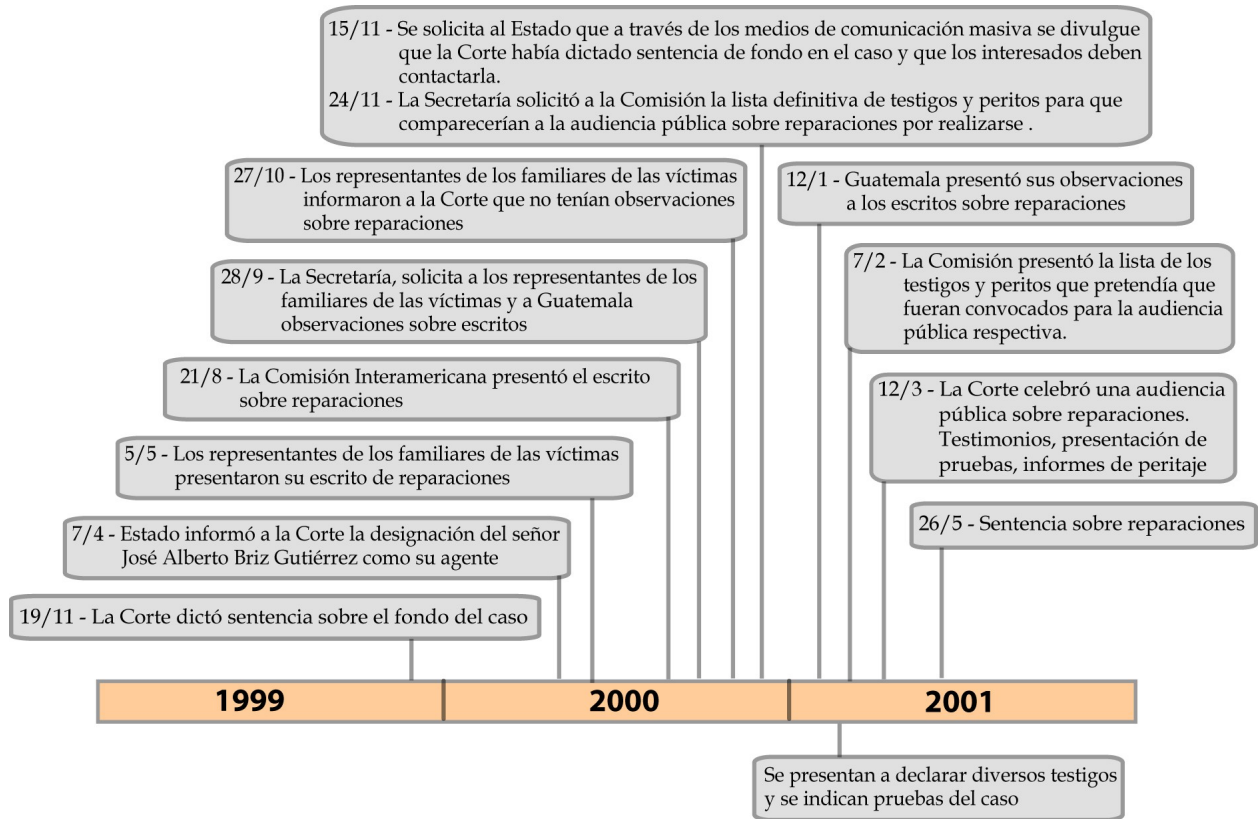 15/11 - Se solicita al Estado que a través de los medios de comunicación masiva se divulgue
que la Corte había dictado sentencia de fondo en el caso y que los interesados deben
contactarla.
24/11 - La Secretaría solicitó a la Comisión la lista definitiva de testigos y peritos para que
comparecerían a la audiencia pública sobre reparaciones por realizarse .
27/10 - Los representantes de los familiares de las víctimas
informaron a la Corte que no tenían observaciones
sobre reparaciones
12/1 - Guatemala presentó sus observaciones
a los escritos sobre reparaciones
28/9 - La Secretaría, solicita a los representantes de los
familiares de las víctimas y a Guatemala
observaciones sobre escritos
7/2 - La Comisión presentó la lista de los
testigos y peritos que pretendía que
fueran convocados para la audiencia
pública respectiva.
21/8 - La Comisión Interamericana presentó el escrito
sobre reparaciones
12/3 - La Corte celebró una audiencia
pública sobre reparaciones.
Testimonios, presentación de
pruebas, informes de peritaje
5/5 - Los representantes de los familiares de las víctimas
presentaron su escrito de reparaciones
26/5 - Sentencia sobre reparaciones
7/4 - Estado informó a la Corte la designación del señor
José Alberto Briz Gutiérrez como su agente
19/11 - La Corte dictó sentencia sobre el fondo del caso
1999
2000
2001
Se presentan a declarar diversos testigos
y se indican pruebas del caso